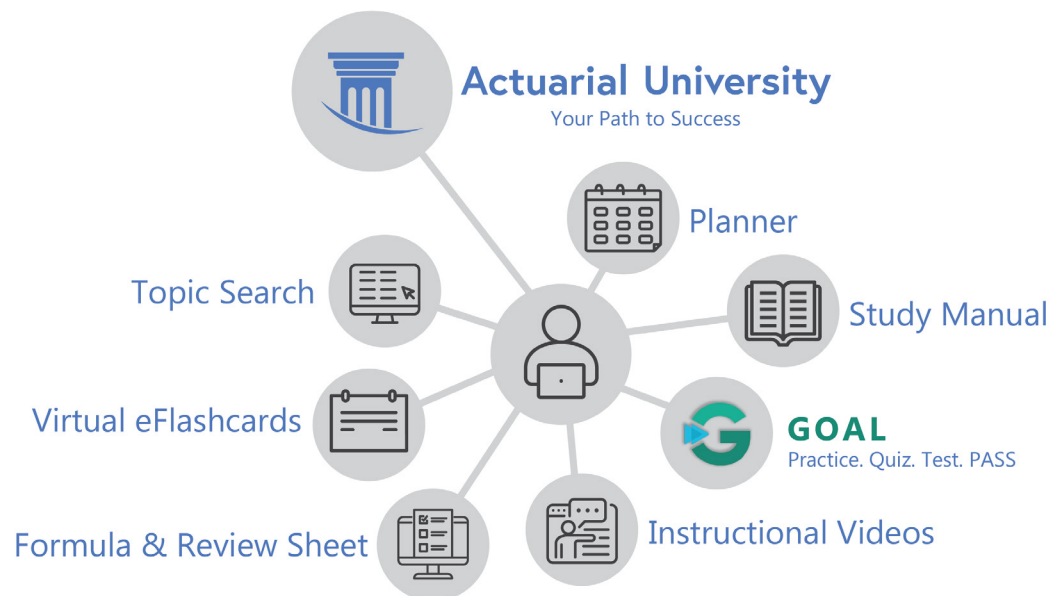 Actuarial University
Your Path to Success
Planner
Topic Search
Study Manual
Virtual eFlashcards
GOAL
Practice. Quiz. Test. PASS
Formula & Review Sheet
Instructional Videos